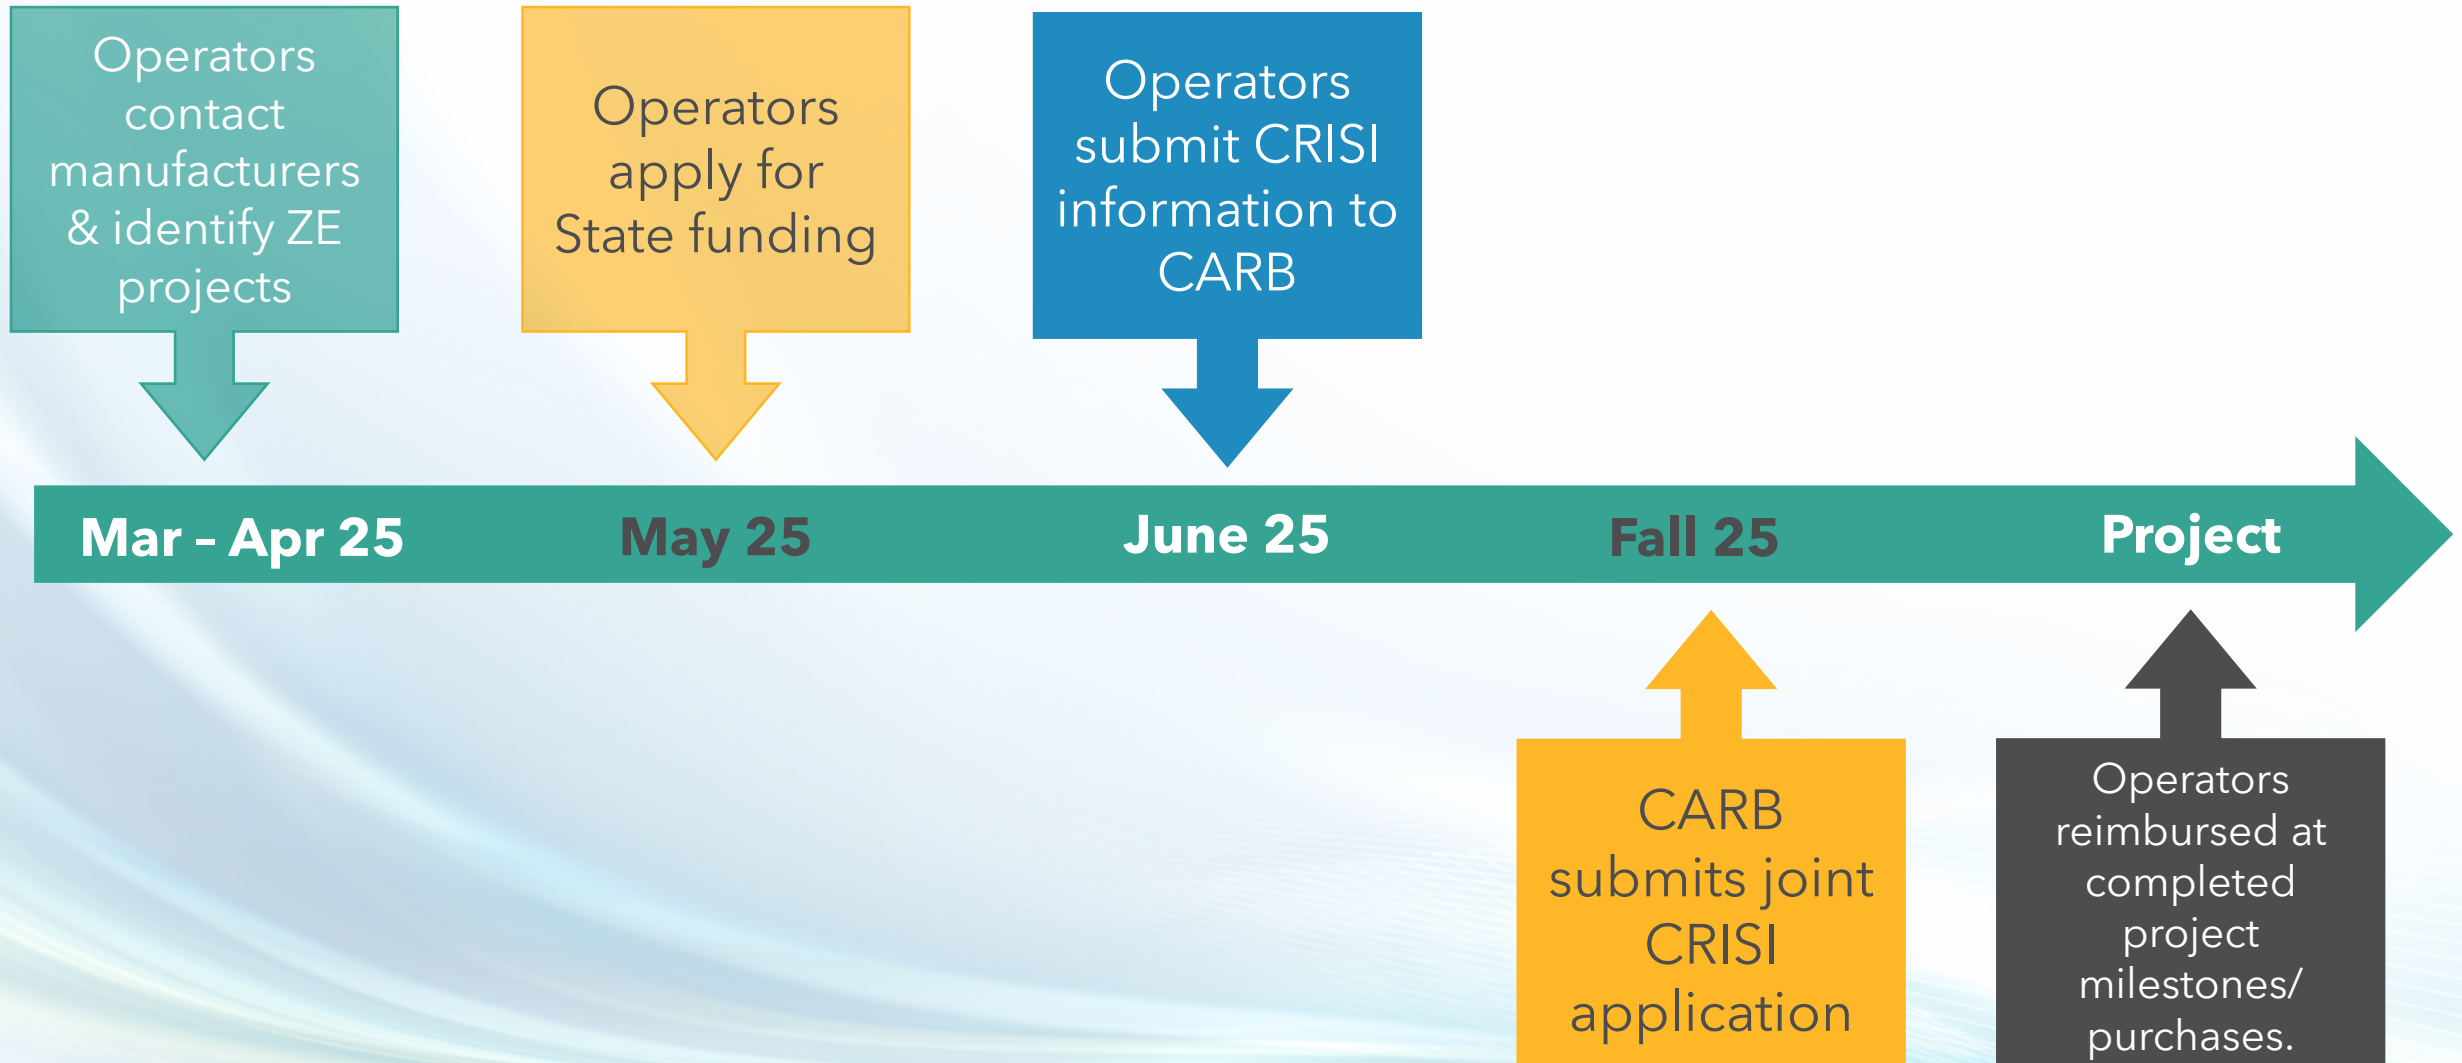 Operators
contact
manufacturers
& identify ZE
projects
Operators
apply for
State funding
Operators
submit CRISI
information to
CARB
Mar – Apr 25
May 25
June 25
Fall 25
Project
CARB
submits joint
CRISI
application
Operators
reimbursed at
completed
project
milestones/
purchases.